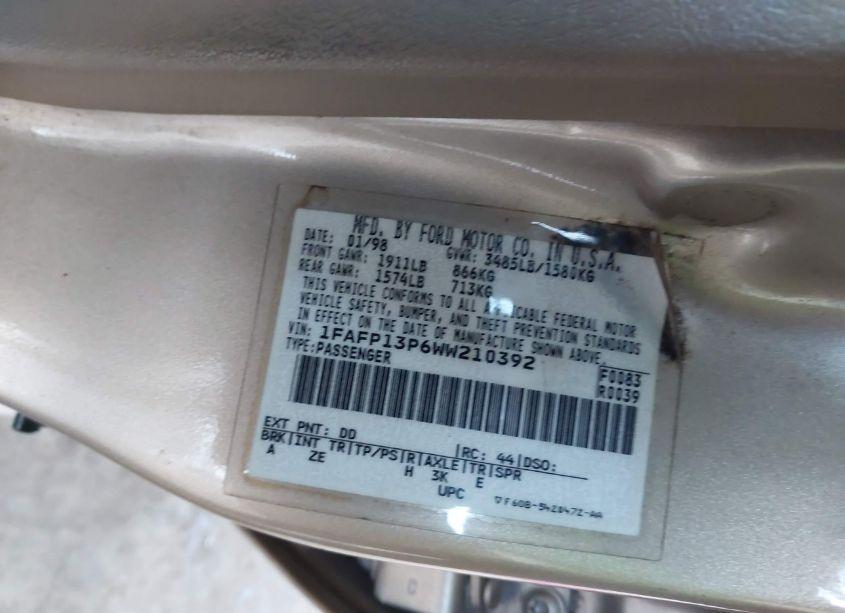 MFD. BY FORD MOTOR CO. IN U.S.A.
DATE: 01/98 GVWR: 3485LB/1580KG
FRONT GAWR: 1911LB 866KG
REAR GAWR: 1574LB 713KG
THIS VEHICLE CONFORMS TO ALL APPLICABLE FEDERAL MOTOR
VEHICLE SAFETY, BUMPER, AND THEFT PREVENTION STANDARDS
IN EFFECT ON THE DATE OF MANUFACTURE SHOWN ABOVE.
VIN: 1FAFP13P6WW210392
TYPE: PASSENGER
F0083
R0039
EXT PNT: DD |RC: 44|DSO:
BRK|INT TR|TP/PS|R|AXLE|TR|SPR
A ZE H 3K E
UPC ▽F60B-5420472-AA
C